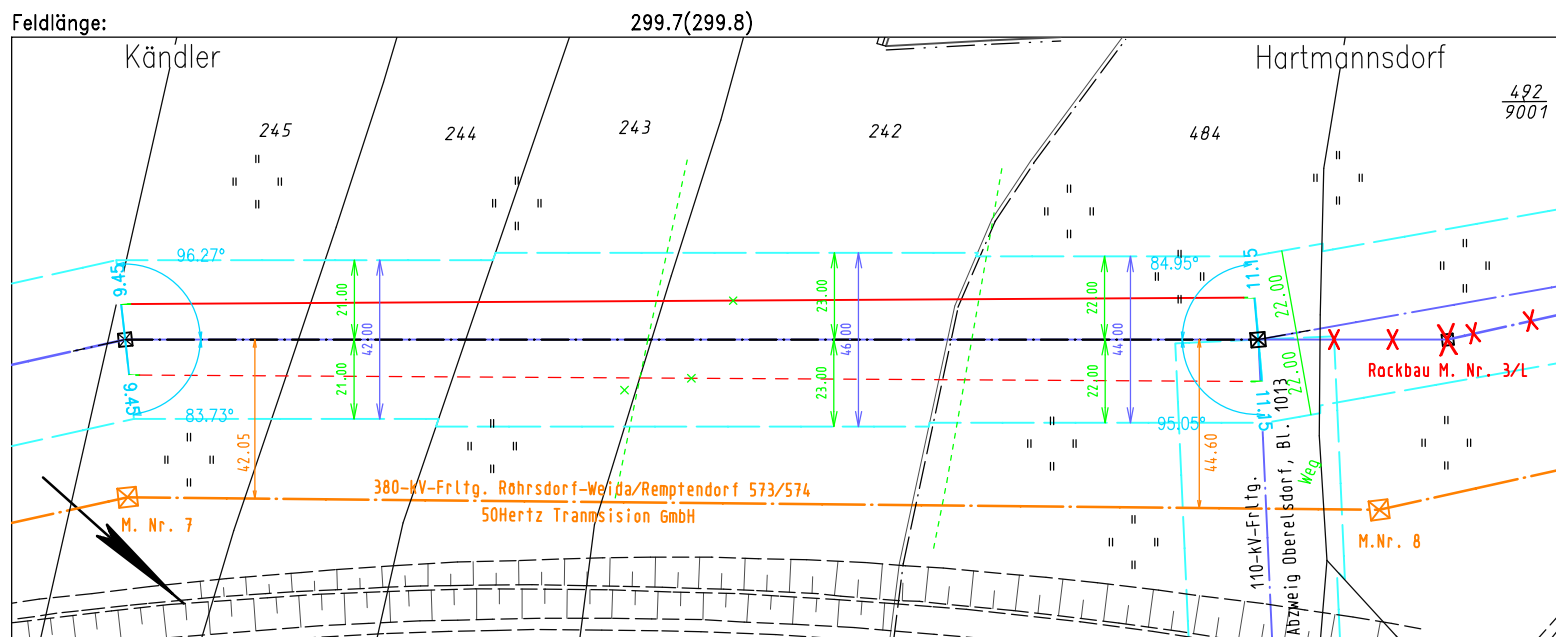 Feldlänge:
299.7(299.8)
Kändler
Hartmannsdorf
492
9001
245
244
243
242
484
96.27°
84.95°
9.45
11.15
21.00
42.00
23.00
46.00
22.00
44.00
22.00
Rückbau M. Nr. 3/L
21.00
23.00
22.00
22.00
9.45
83.73°
11.15
95.05°
42.05
44.60
Weg
380-kV-Frltg. Röhrsdorf-Weida/Remptendorf 573/574
50Hertz Tranmsision GmbH
M. Nr. 7
M.Nr. 8
110-kV-Frltg.
Abzweig Oberelsdorf, Bl. 1013